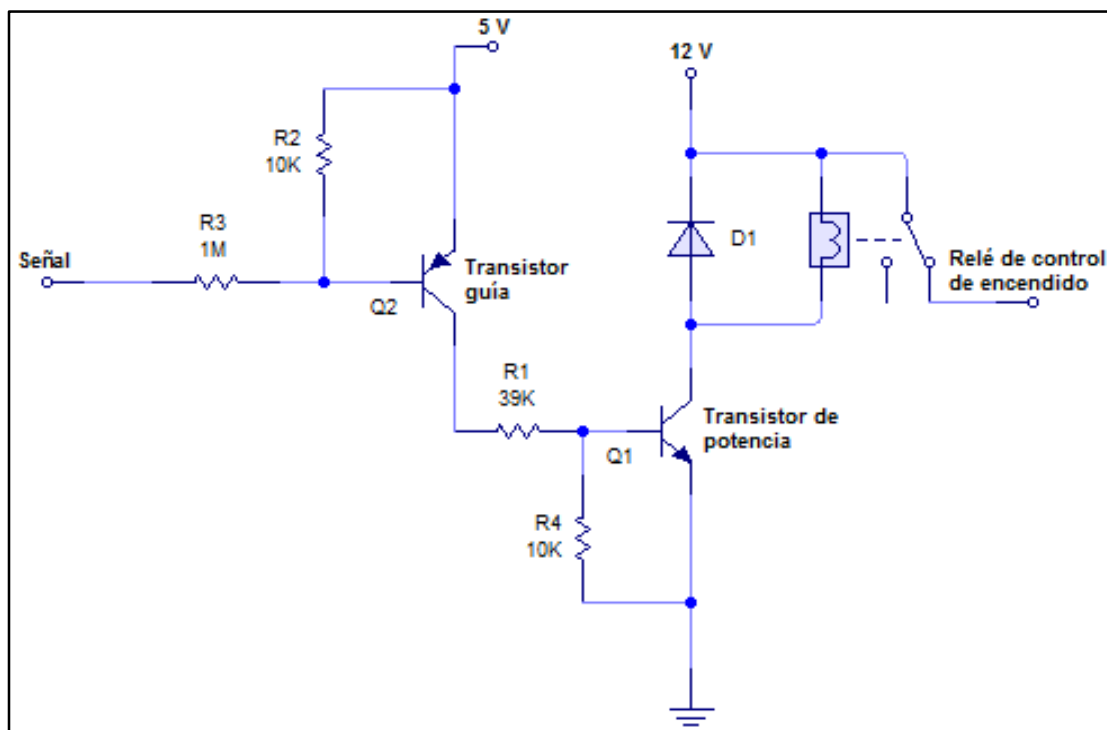 5 V
12 V
R2
10K
R3
1M
Señal
Transistor
guía
Q2
D1
Relé de control
de encendido
R1
39K
Transistor de
potencia
Q1
R4
10K